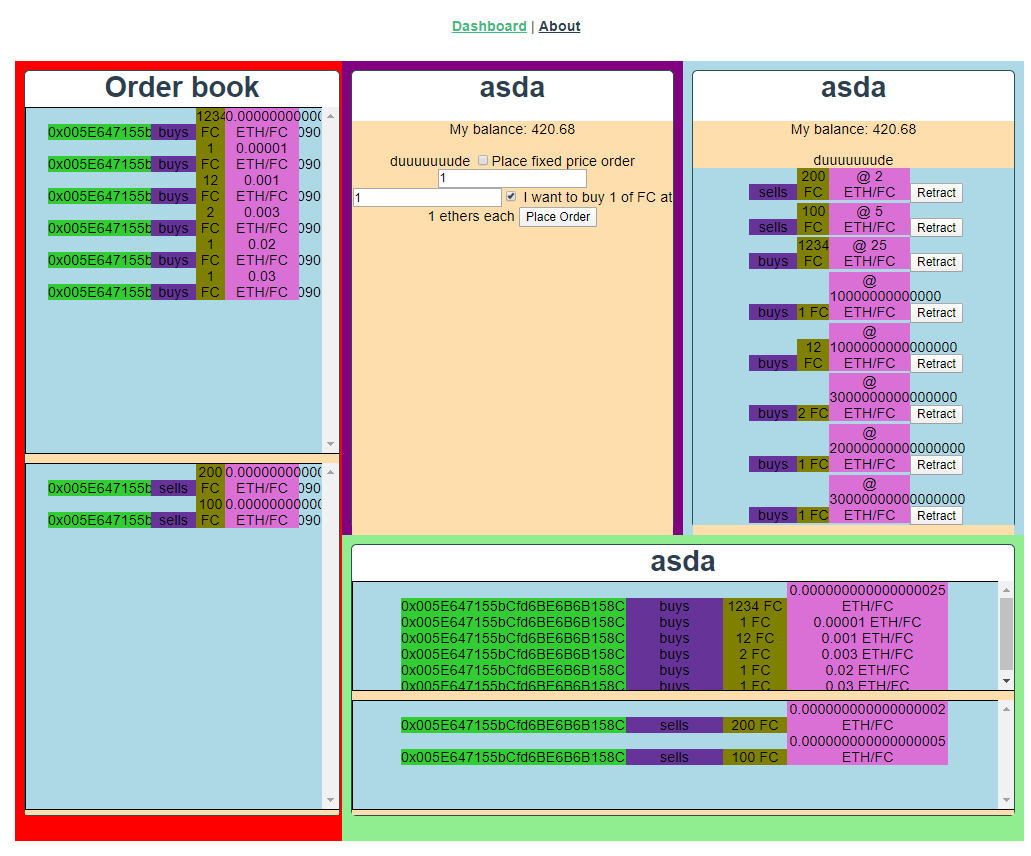 Dashboard | About
Order book
1234 0.00000000000
0x005E647155b buys FC ETH/FC 090
1 0.00001
0x005E647155b buys FC ETH/FC 090
12 0.001
0x005E647155b buys FC ETH/FC 090
2 0.003
0x005E647155b buys FC ETH/FC 090
1 0.02
0x005E647155b buys FC ETH/FC 090
1 0.03
0x005E647155b buys FC ETH/FC 090
200 0.00000000000
0x005E647155b sells FC ETH/FC 090
100 0.00000000000
0x005E647155b sells FC ETH/FC 090
asda
My balance: 420.68
duuuuuuude Place fixed price order
1
1 I want to buy 1 of FC at
1 ethers each Place Order
asda
My balance: 420.68
duuuuuuude
200 @ 2
sells FC ETH/FC Retract
100 @ 5
sells FC ETH/FC Retract
1234 @ 25
buys FC ETH/FC Retract
@
10000000000000
buys 1 FC ETH/FC Retract
@
12 1000000000000000
buys FC ETH/FC Retract
@
3000000000000000
buys 2 FC ETH/FC Retract
@
20000000000000000
buys 1 FC ETH/FC Retract
@
30000000000000000
buys 1 FC ETH/FC Retract
asda
0.000000000000000025
0x005E647155bCfd6BE6B6B158C buys 1234 FC ETH/FC
0x005E647155bCfd6BE6B6B158C buys 1 FC 0.00001 ETH/FC
0x005E647155bCfd6BE6B6B158C buys 12 FC 0.001 ETH/FC
0x005E647155bCfd6BE6B6B158C buys 2 FC 0.003 ETH/FC
0x005E647155bCfd6BE6B6B158C buys 1 FC 0.02 ETH/FC
0x005E647155bCfd6BE6B6B158C buys 1 FC 0.03 ETH/FC
0.000000000000000002
0x005E647155bCfd6BE6B6B158C sells 200 FC ETH/FC
0.000000000000000005
0x005E647155bCfd6BE6B6B158C sells 100 FC ETH/FC